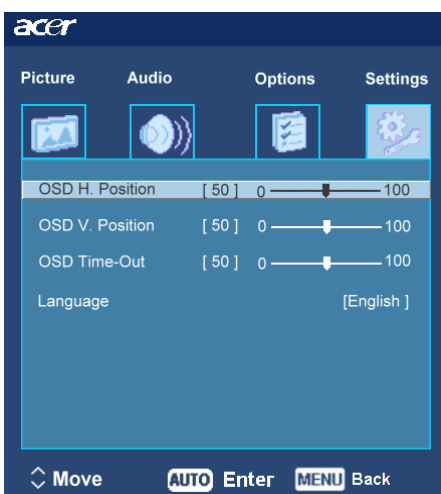 acer
Picture Audio Options Settings
OSD H. Position [ 50 ] 0 100
OSD V. Position [ 50 ] 0 100
OSD Time-Out [ 50 ] 0 100
Language [English ]
Move AUTO Enter MENU Back